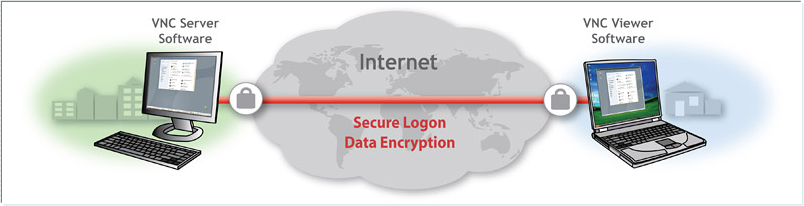 VNC Server
Software
Internet
VNC Viewer
Software
Secure Logon
Data Encryption